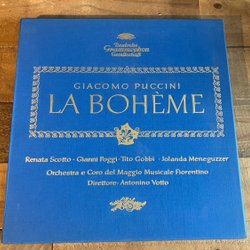 Deutsche
Grammophon
Gesellschaft
GIACOMO PUCCINI
LA BOHÈME
Renata Scotto - Gianni Poggi - Tito Gobbi - Jolanda Meneguzzer
Orchestra e Coro del Maggio Musicale Fiorentino
Direttore: Antonino Votto